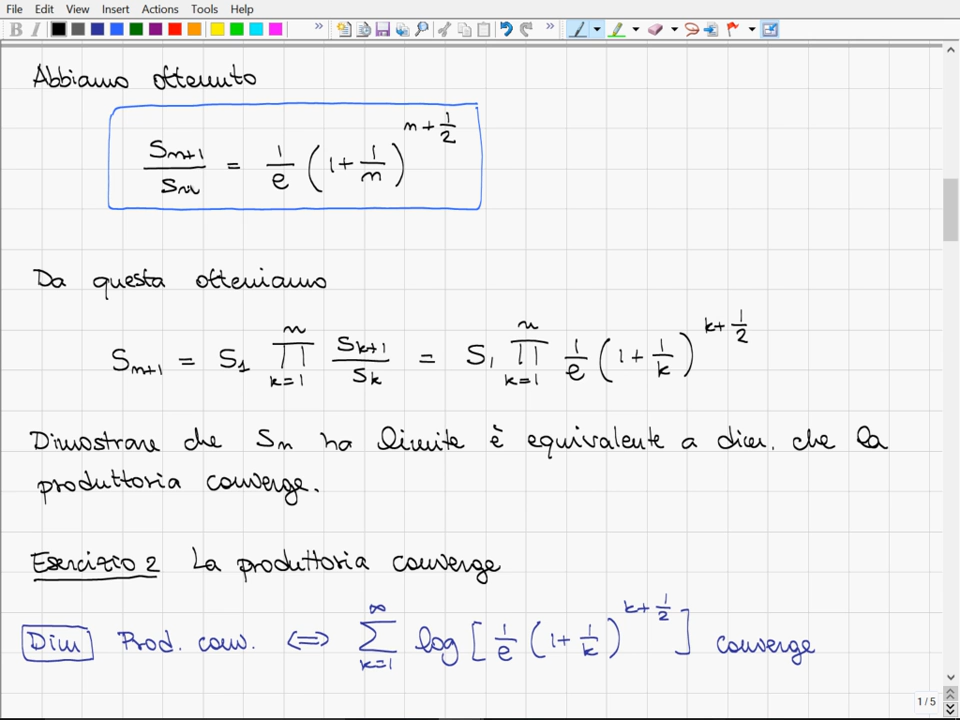 File Edit View Insert Actions Tools Help
B I
Abbiamo ottenuto
S_{n+1} / S_n = 1/e (1 + 1/n)^{n + 1/2}
Da questa otteniamo
S_{n+1} = S_1 ∏_{k=1}^{n} S_{k+1} / S_k = S_1 ∏_{k=1}^{n} 1/e (1 + 1/k)^{k + 1/2}
Dimostrare che S_n ha limite è equivalente a dim. che la
produttoria converge.
Esercizio 2 La produttoria converge
Dim Prod. conv. <=> ∑_{k=1}^{∞} log [ 1/e (1 + 1/k)^{k + 1/2} ] converge
1 / 5